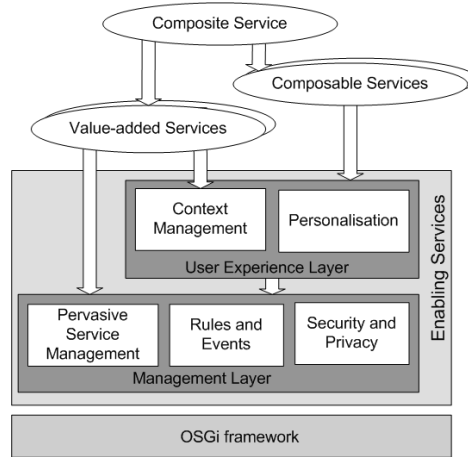 Composite Service
Composable Services
Value-added Services
Enabling Services
Context
Management
Personalisation
User Experience Layer
Pervasive
Service
Management
Rules and
Events
Security and
Privacy
Management Layer
OSGi framework